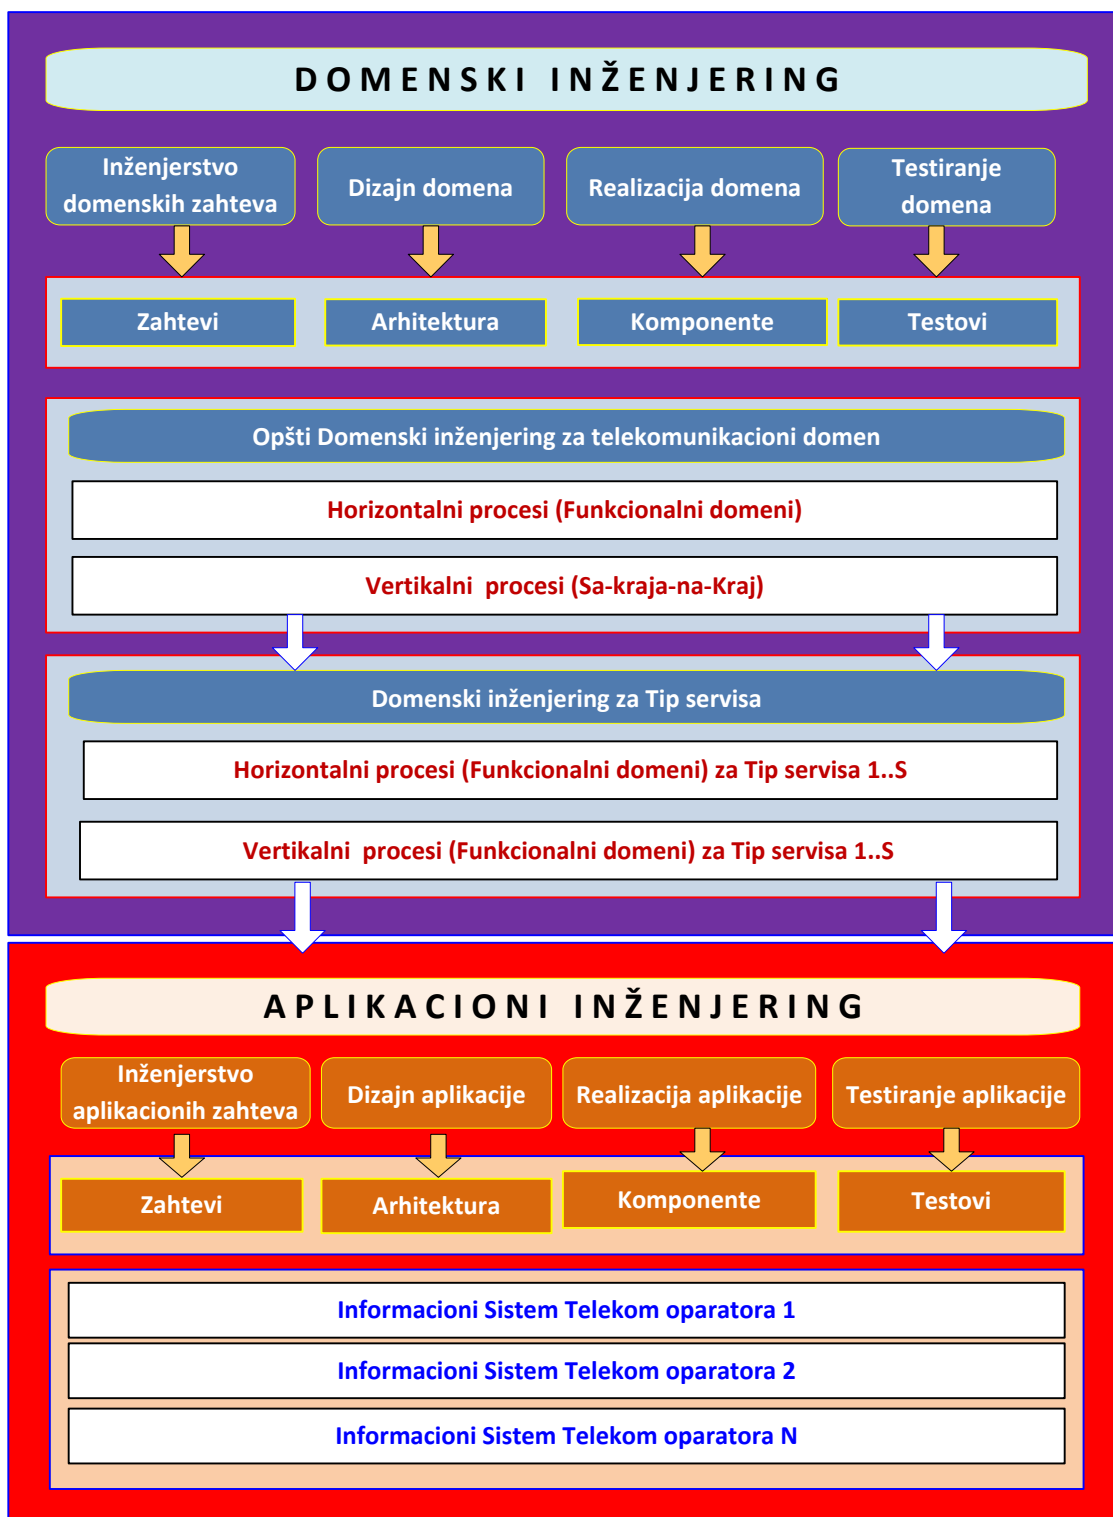 DOMENSKI INŽENJERING
Inženjerstvo
domenskih zahteva
Dizajn domena
Realizacija domena
Testiranje
domena
Zahtevi
Arhitektura
Komponente
Testovi
Opšti Domenski inženjering za telekomunikacioni domen
Horizontalni procesi (Funkcionalni domeni)
Vertikalni procesi (Sa-kraja-na-Kraj)
Domenski inženjering za Tip servisa
Horizontalni procesi (Funkcionalni domeni) za Tip servisa 1..S
Vertikalni procesi (Funkcionalni domeni) za Tip servisa 1..S
APLIKACIONI INŽENJERING
Inženjerstvo
aplikacionih zahteva
Dizajn aplikacije
Realizacija aplikacije
Testiranje aplikacije
Zahtevi
Arhitektura
Komponente
Testovi
Informacioni Sistem Telekom oparatora 1
Informacioni Sistem Telekom oparatora 2
Informacioni Sistem Telekom oparatora N